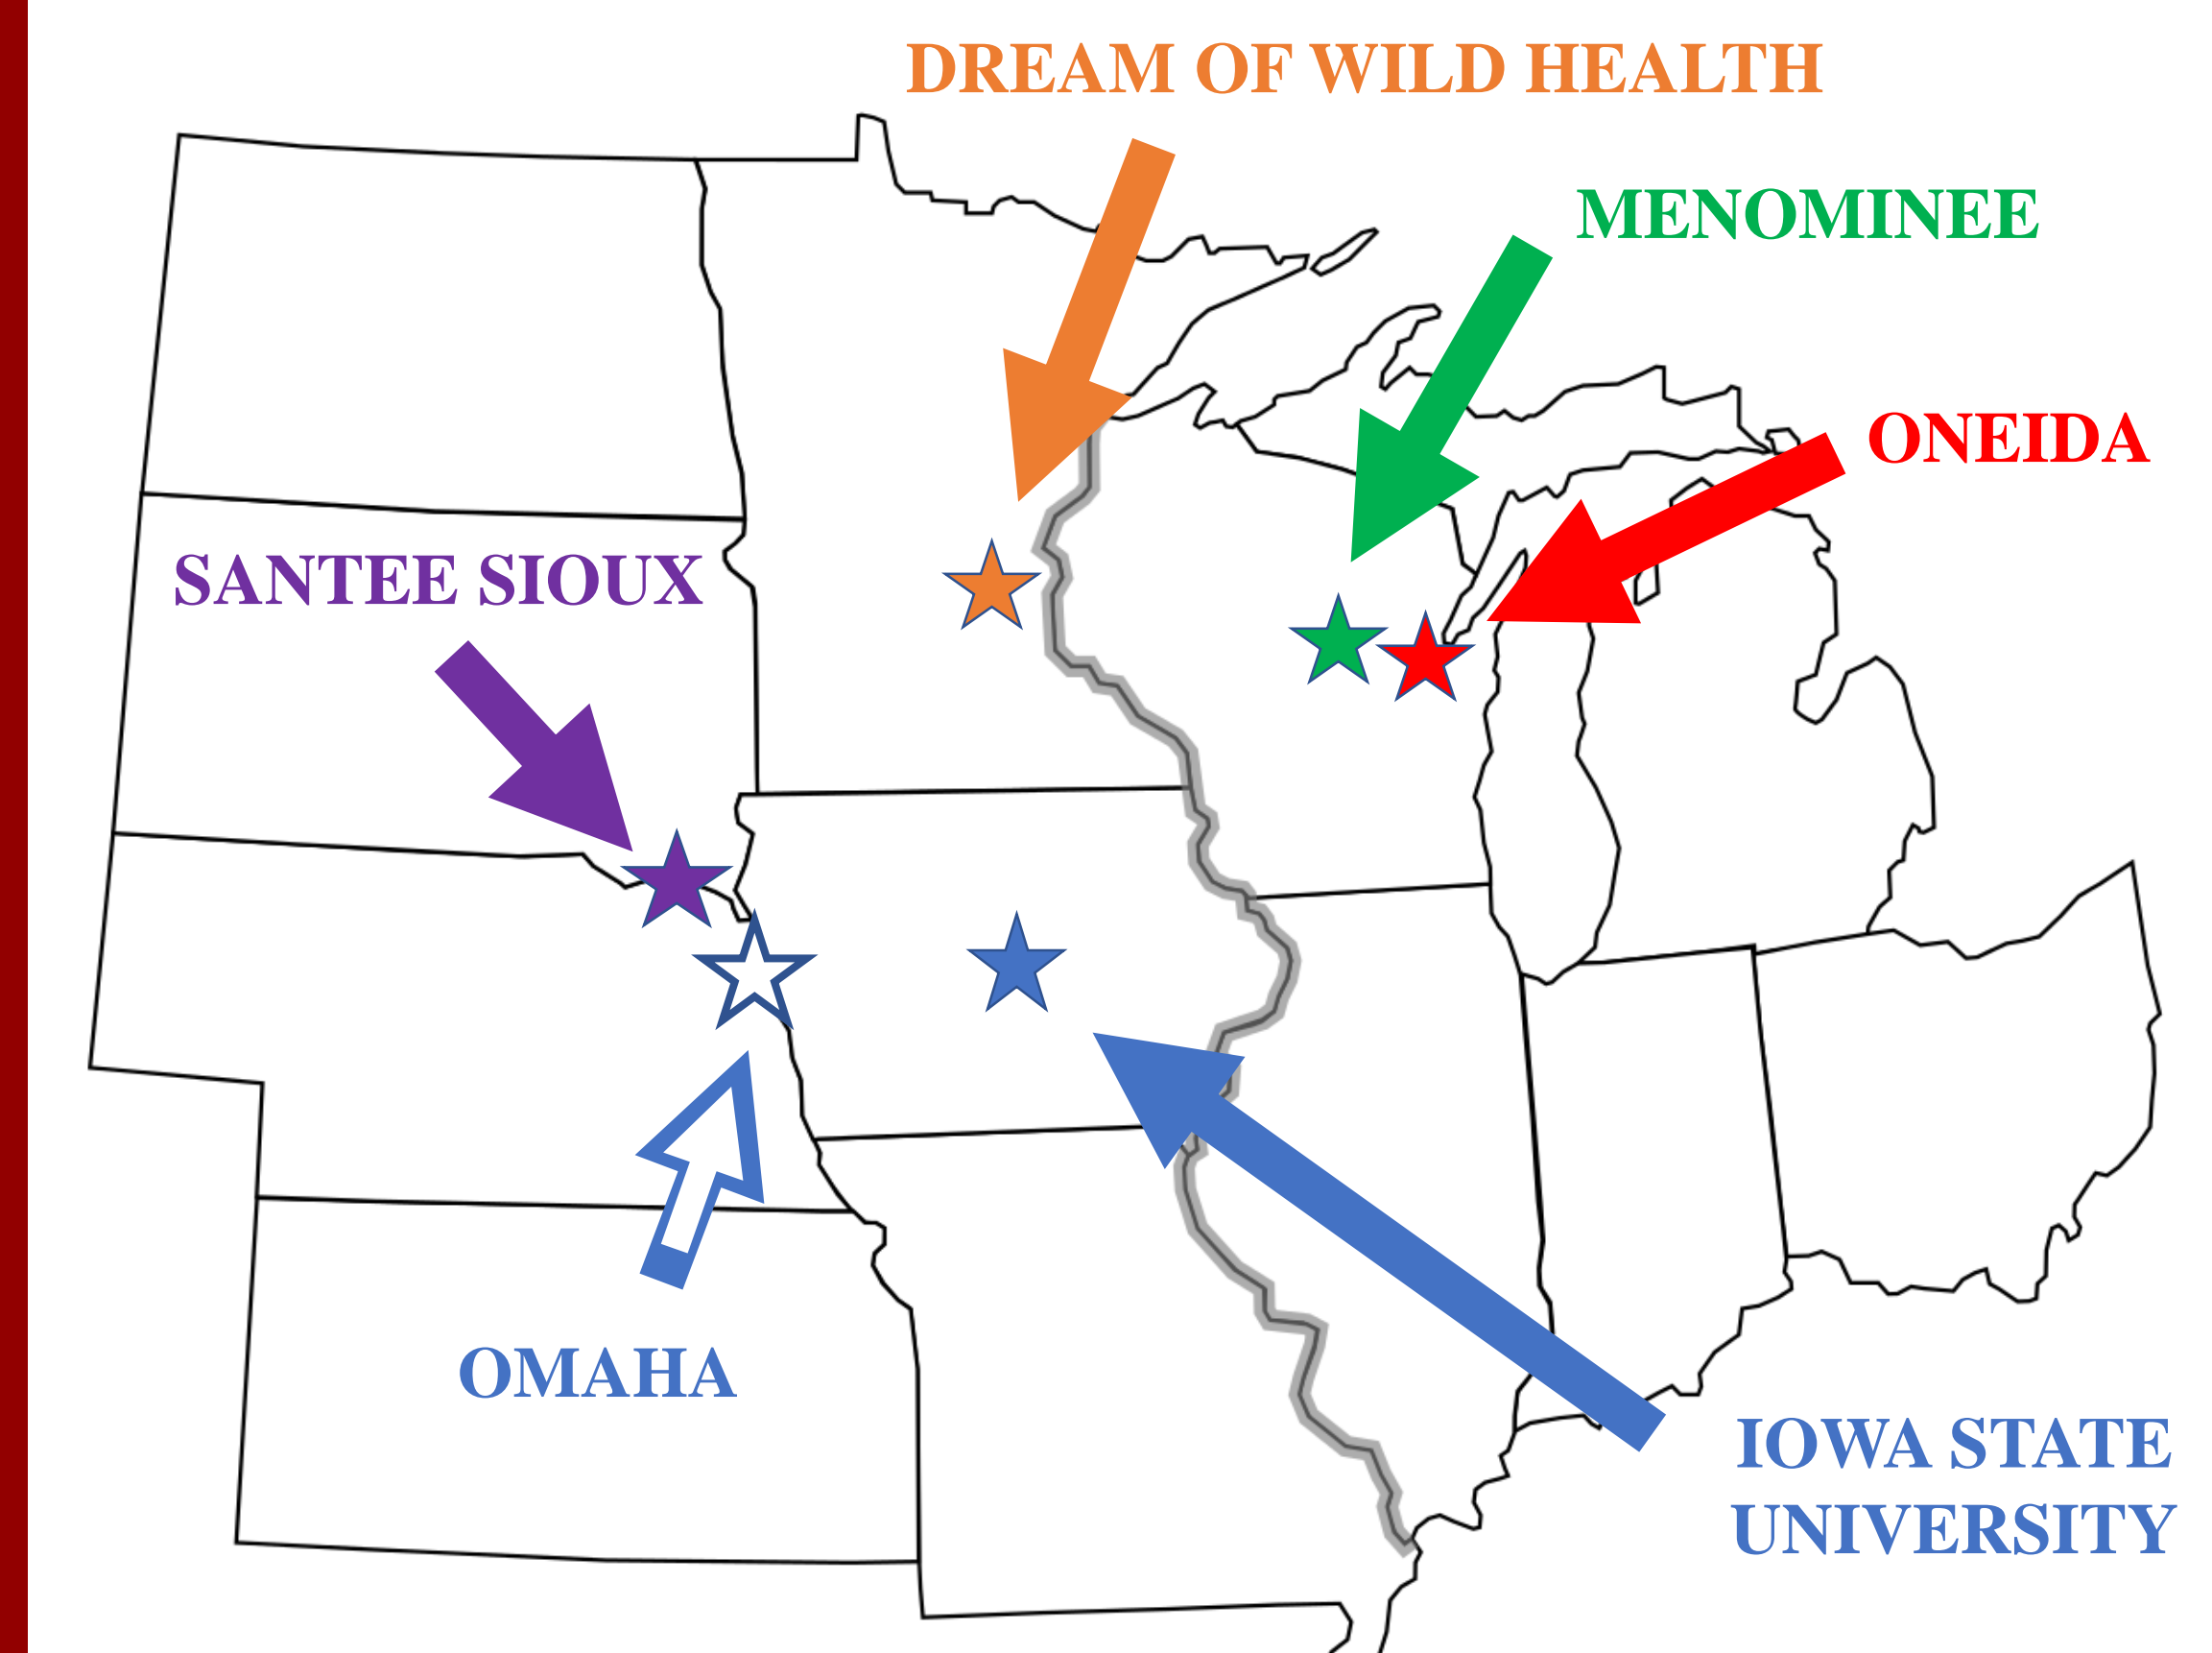 DREAM OF WILD HEALTH
MENOMINEE
ONEIDA
SANTEE SIOUX
OMAHA
IOWA STATE
UNIVERSITY